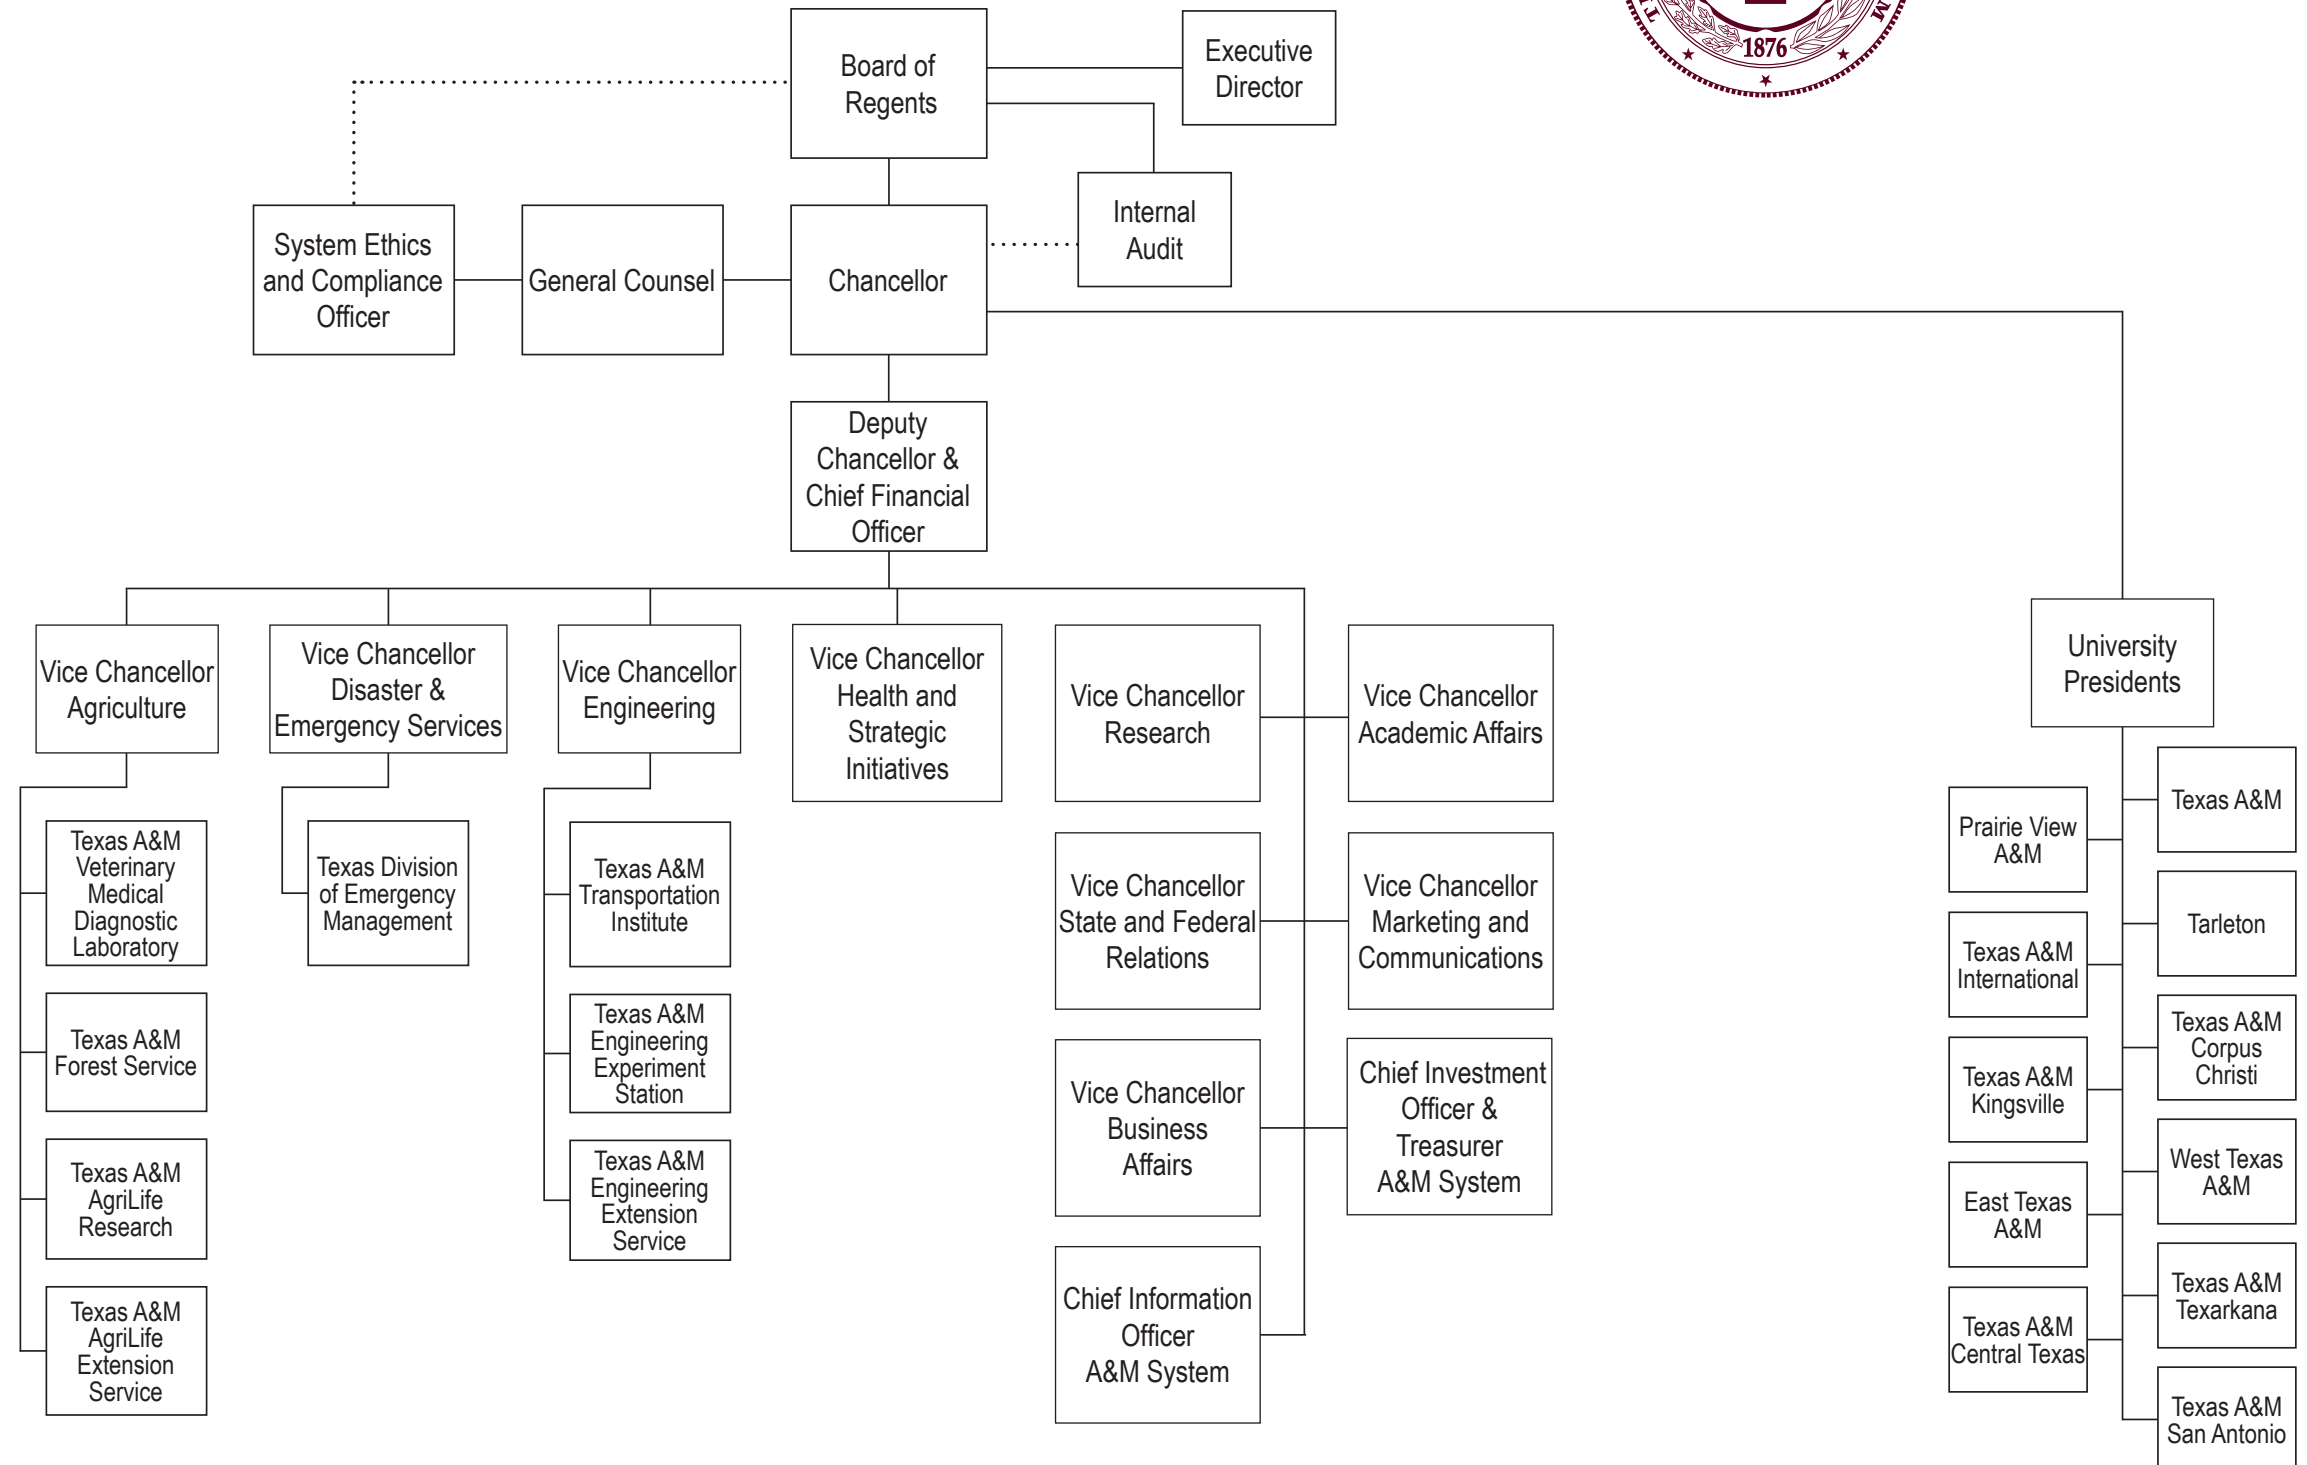 1876
Board of
Regents
Executive
Director
Internal
Audit
System Ethics
and Compliance
Officer
General Counsel
Chancellor
Deputy
Chancellor &
Chief Financial
Officer
Vice Chancellor
Agriculture
Vice Chancellor
Disaster &
Emergency Services
Vice Chancellor
Engineering
Vice Chancellor
Health and
Strategic
Initiatives
Vice Chancellor
Research
Vice Chancellor
Academic Affairs
University
Presidents
Texas A&M
Veterinary
Medical
Diagnostic
Laboratory
Texas A&M
Forest Service
Texas A&M
AgriLife
Research
Texas A&M
AgriLife
Extension
Service
Texas Division
of Emergency
Management
Texas A&M
Transportation
Institute
Texas A&M
Engineering
Experiment
Station
Texas A&M
Engineering
Extension
Service
Vice Chancellor
State and Federal
Relations
Vice Chancellor
Marketing and
Communications
Vice Chancellor
Business
Affairs
Chief Investment
Officer &
Treasurer
A&M System
Chief Information
Officer
A&M System
Texas A&M
Prairie View
A&M
Tarleton
Texas A&M
International
Texas A&M
Corpus
Christi
Texas A&M
Kingsville
West Texas
A&M
East Texas
A&M
Texas A&M
Texarkana
Texas A&M
Central Texas
Texas A&M
San Antonio